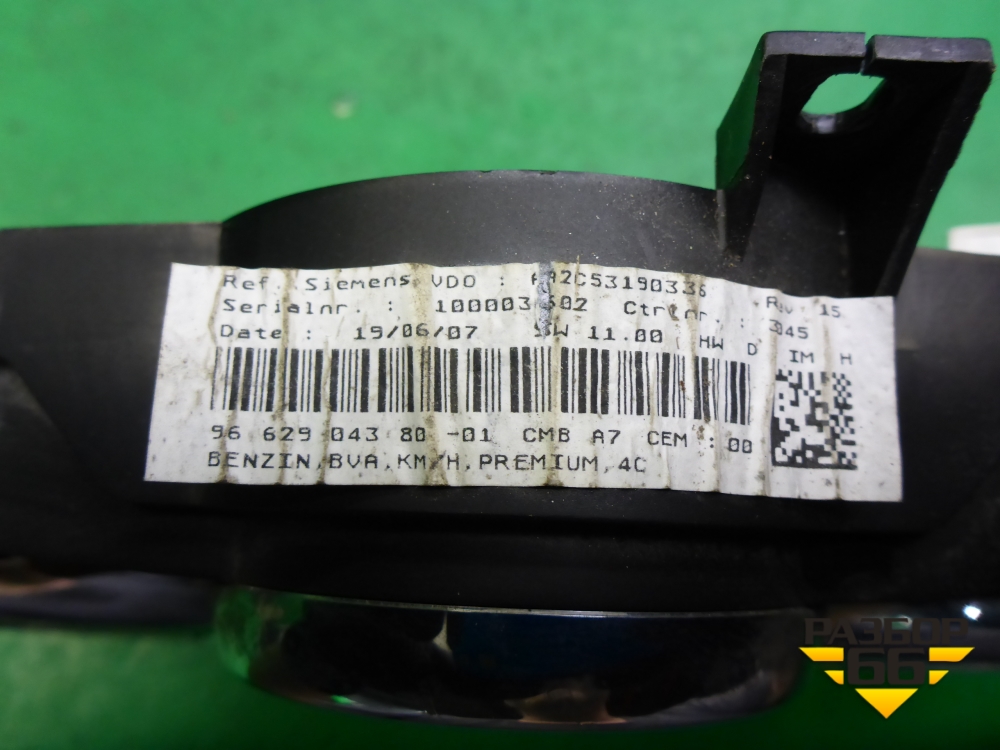 Ref. Siemens VDO : A2C53190336 Rev. 15
Serialnr. : 100003602 Ctrlnr. : 3045
Date : 19/06/07 SW 11.00 HW D IM H
96 629 043 80 -01 CMB A7 CEM : 00
BENZIN,BVA,KM/H,PREMIUM,4C
РАЗБОР
66